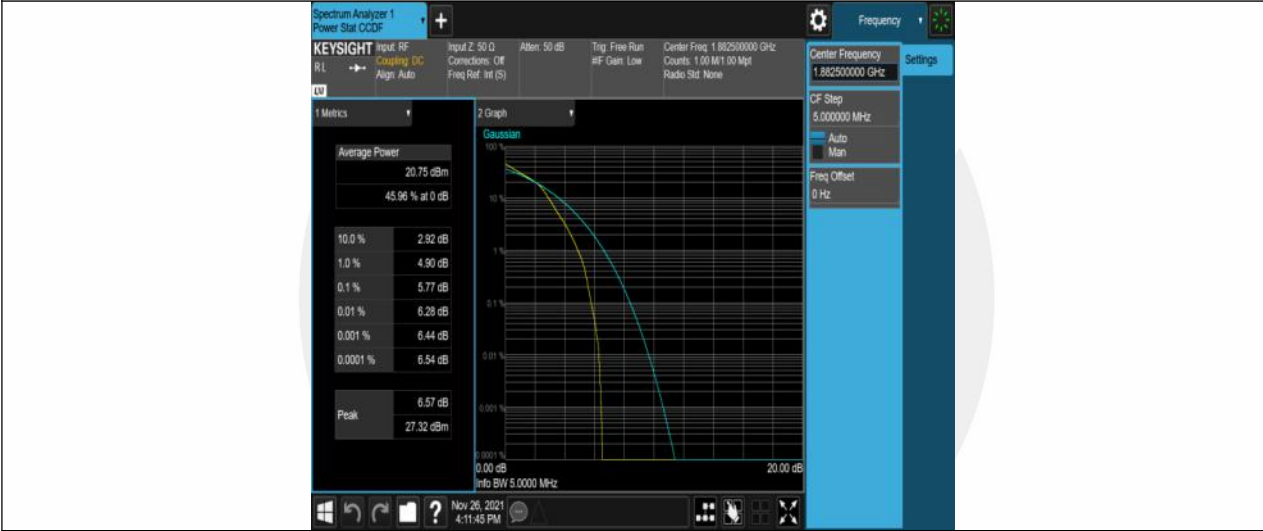 Spectrum Analyzer 1
Power Stat CCDF
+
Frequency
KEYSIGHT
Input: RF
Coupling: DC
Align: Auto
Input Z: 50 Ω
Corrections: Off
Freq Ref: Int (S)
Atten: 50 dB
Trig: Free Run
#IF Gain: Low
Center Freq: 1.882500000 GHz
Counts: 1.00 M/1.00 Mpt
Radio Std: None
R L
LV
Center Frequency
1.882500000 GHz
Settings
CF Step
5.000000 MHz
Auto
Man
Freq Offset
0 Hz
1 Metrics
Average Power
20.75 dBm
45.96 % at 0 dB
10.0 % 2.92 dB
1.0 % 4.90 dB
0.1 % 5.77 dB
0.01 % 6.28 dB
0.001 % 6.44 dB
0.0001 % 6.54 dB
Peak
6.57 dB
27.32 dBm
2 Graph
Gaussian
100 %
10 %
1 %
0.1 %
0.01 %
0.001 %
0.0001 %
0.00 dB 20.00 dB
Info BW 5.0000 MHz
?
Nov 26, 2021
4:11:45 PM